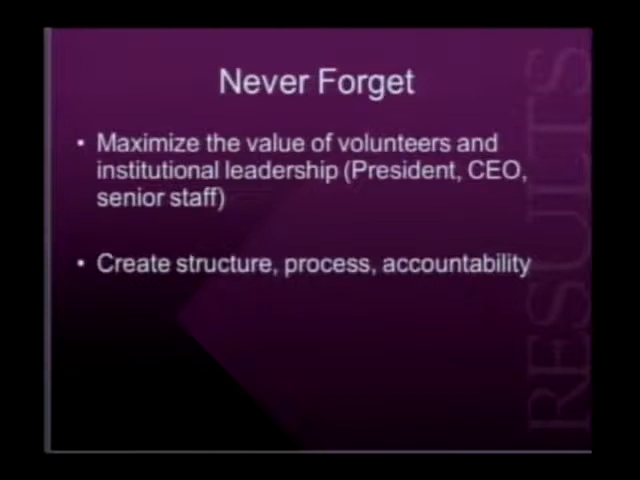 Never Forget
• Maximize the value of volunteers and
institutional leadership (President, CEO,
senior staff)
• Create structure, process, accountability
RESULTS